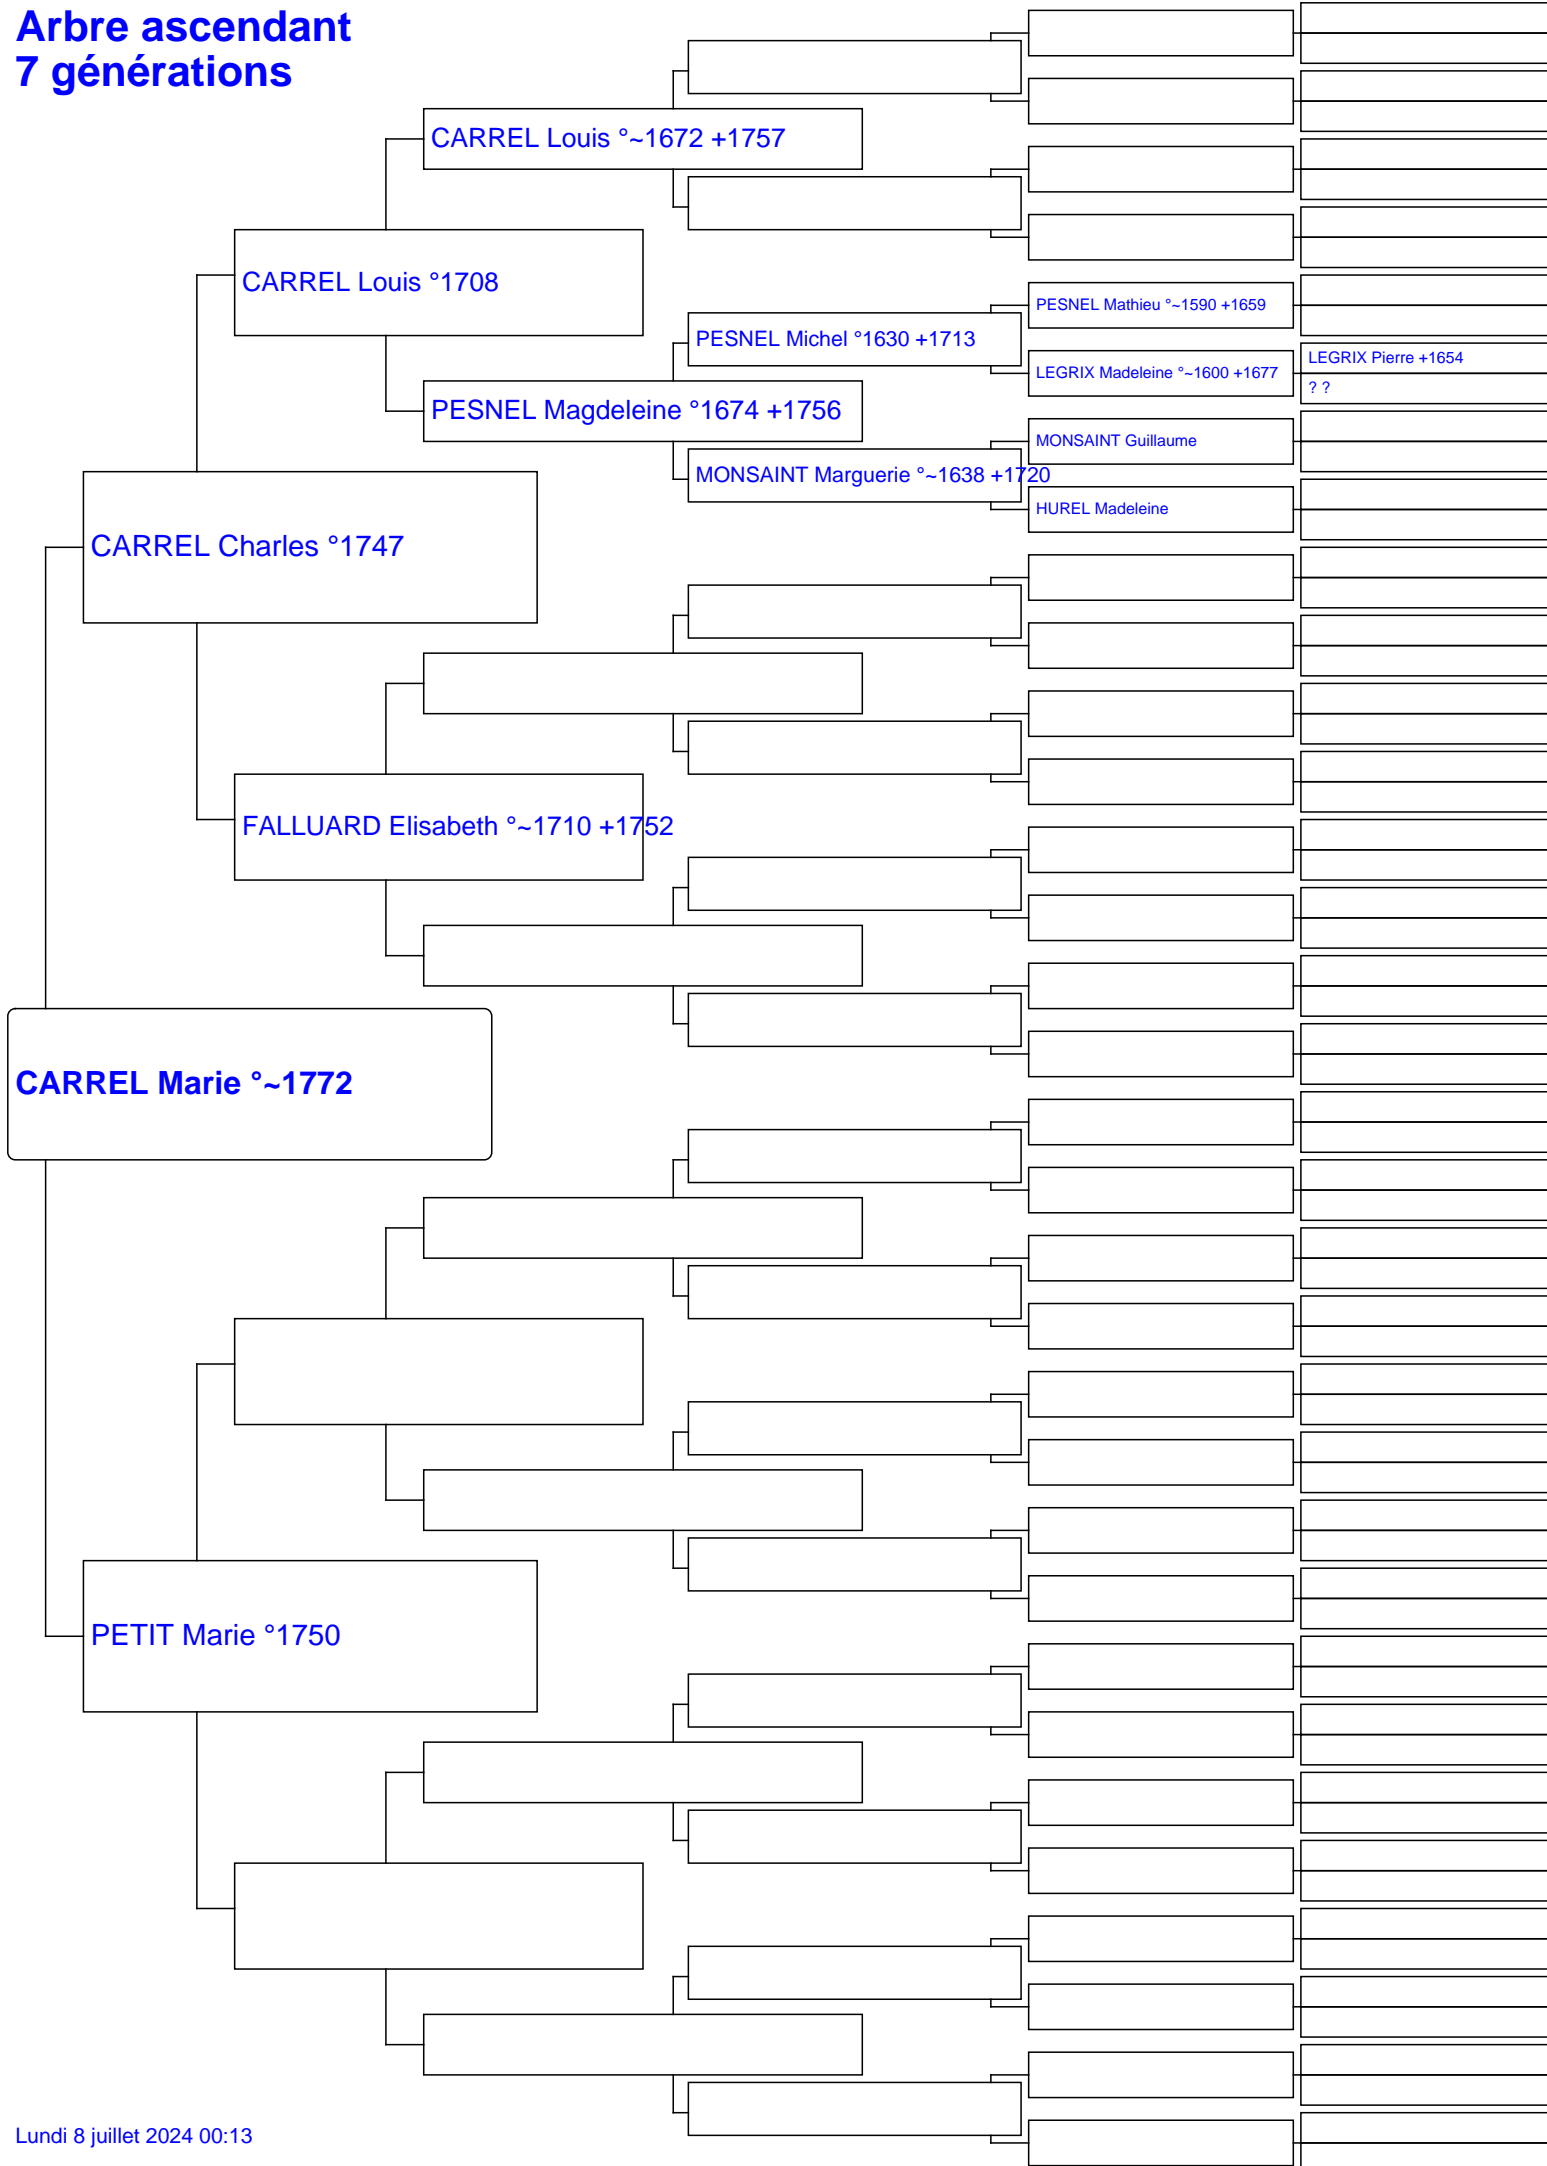 Arbre ascendant
7 générations
CARREL Louis °~1672 +1757
CARREL Louis °1708
PESNEL Mathieu °~1590 +1659
PESNEL Michel °1630 +1713
LEGRIX Pierre +1654
LEGRIX Madeleine °~1600 +1677
? ?
PESNEL Magdeleine °1674 +1756
MONSAINT Guillaume
MONSAINT Marguerie °~1638 +1720
HUREL Madeleine
CARREL Charles °1747
FALLUARD Elisabeth °~1710 +1752
CARREL Marie °~1772
PETIT Marie °1750
Lundi 8 juillet 2024 00:13